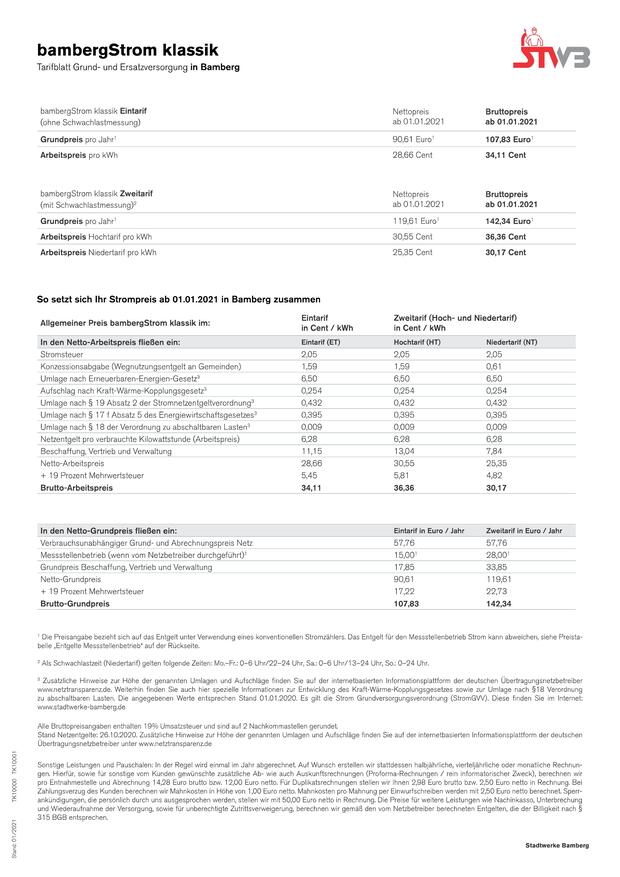 bambergStrom klassik
Tarifblatt Grund- und Ersatzversorgung in Bamberg
STWB
bambergStrom klassik Eintarif
(ohne Schwachlastmessung)
Nettopreis
ab 01.01.2021
Bruttopreis
ab 01.01.2021
Grundpreis pro Jahr¹ 90,61 Euro¹ 107,83 Euro¹
Arbeitspreis pro kWh 28,66 Cent 34,11 Cent
bambergStrom klassik Zweitarif
(mit Schwachlastmessung)²
Nettopreis
ab 01.01.2021
Bruttopreis
ab 01.01.2021
Grundpreis pro Jahr¹ 119,61 Euro¹ 142,34 Euro¹
Arbeitspreis Hochtarif pro kWh 30,55 Cent 36,36 Cent
Arbeitspreis Niedertarif pro kWh 25,35 Cent 30,17 Cent
So setzt sich Ihr Strompreis ab 01.01.2021 in Bamberg zusammen
Allgemeiner Preis bambergStrom klassik im:
Eintarif
in Cent / kWh
Zweitarif (Hoch- und Niedertarif)
in Cent / kWh
In den Netto-Arbeitspreis fließen ein: Eintarif (ET) Hochtarif (HT) Niedertarif (NT)
Stromsteuer 2,05 2,05 2,05
Konzessionsabgabe (Wegnutzungsentgelt an Gemeinden) 1,59 1,59 0,61
Umlage nach Erneuerbaren-Energien-Gesetz³ 6,50 6,50 6,50
Aufschlag nach Kraft-Wärme-Kopplungsgesetz³ 0,254 0,254 0,254
Umlage nach § 19 Absatz 2 der Stromnetzentgeltverordnung³ 0,432 0,432 0,432
Umlage nach § 17 f Absatz 5 des Energiewirtschaftsgesetzes³ 0,395 0,395 0,395
Umlage nach § 18 der Verordnung zu abschaltbaren Lasten³ 0,009 0,009 0,009
Netzentgelt pro verbrauchte Kilowattstunde (Arbeitspreis) 6,28 6,28 6,28
Beschaffung, Vertrieb und Verwaltung 11,15 13,04 7,84
Netto-Arbeitspreis 28,66 30,55 25,35
+ 19 Prozent Mehrwertsteuer 5,45 5,81 4,82
Brutto-Arbeitspreis 34,11 36,36 30,17
In den Netto-Grundpreis fließen ein: Eintarif in Euro / Jahr Zweitarif in Euro / Jahr
Verbrauchsunabhängiger Grund- und Abrechnungspreis Netz 57,76 57,76
Messstellenbetrieb (wenn vom Netzbetreiber durchgeführt)¹ 15,00¹ 28,00¹
Grundpreis Beschaffung, Vertrieb und Verwaltung 17,85 33,85
Netto-Grundpreis 90,61 119,61
+ 19 Prozent Mehrwertsteuer 17,22 22,73
Brutto-Grundpreis 107,83 142,34
¹ Die Preisangabe bezieht sich auf das Entgelt unter Verwendung eines konventionellen Stromzählers. Das Entgelt für den Messstellenbetrieb Strom kann abweichen, siehe Preista-
belle „Entgelte Messstellenbetrieb“ auf der Rückseite.
² Als Schwachlastzeit (Niedertarif) gelten folgende Zeiten: Mo.-Fr.: 0–6 Uhr/22–24 Uhr, Sa.: 0–6 Uhr/13–24 Uhr, So.: 0–24 Uhr.
³ Zusätzliche Hinweise zur Höhe der genannten Umlagen und Aufschläge finden Sie auf der internetbasierten Informationsplattform der deutschen Übertragungsnetzbetreiber
www.netztransparenz.de. Weiterhin finden Sie auch hier spezielle Informationen zur Entwicklung des Kraft-Wärme-Kopplungsgesetzes sowie zur Umlage nach §18 Verordnung
zu abschaltbaren Lasten. Die angegebenen Werte entsprechen Stand 01.01.2020. Es gilt die Strom Grundversorgungsverordnung (StromGVV). Diese finden Sie im Internet:
www.stadtwerke-bamberg.de
Alle Bruttopreisangaben enthalten 19% Umsatzsteuer und sind auf 2 Nachkommastellen gerundet.
Stand Netzentgelte: 26.10.2020. Zusätzliche Hinweise zur Höhe der genannten Umlagen und Aufschläge finden Sie auf der internetbasierten Informationsplattform der deutschen
Übertragungsnetzbetreiber unter www.netztransparenz.de
Sonstige Leistungen und Pauschalen: In der Regel wird einmal im Jahr abgerechnet. Auf Wunsch erstellen wir stattdessen halbjährliche, vierteljährliche oder monatliche Rechnun-
gen. Hierfür, sowie für sonstige vom Kunden gewünschte zusätzliche Ab- wie auch Auskunftsrechnungen (Proforma-Rechnungen / rein informatorischer Zweck), berechnen wir
pro Entnahmestelle und Abrechnung 14,28 Euro brutto bzw. 12,00 Euro netto. Für Duplikatsrechnungen stellen wir Ihnen 2,98 Euro brutto bzw. 2,50 Euro netto in Rechnung. Bei
Zahlungsverzug des Kunden berechnen wir Mahnkosten in Höhe von 1,00 Euro netto. Mahnkosten pro Mahnung per Einwurfschreiben werden mit 2,50 Euro netto berechnet. Sperr-
ankündigungen, die persönlich durch uns ausgesprochen werden, stellen wir mit 50,00 Euro netto in Rechnung. Die Preise für weitere Leistungen wie Nachinkasso, Unterbrechung
und Wiederaufnahme der Versorgung, sowie für unberechtigte Zutrittsverweigerung, berechnen wir gemäß den vom Netzbetreiber berechneten Entgelten, die der Billigkeit nach §
315 BGB entsprechen.
Stand: 01/2021 TK10000 TK10001
Stadtwerke Bamberg